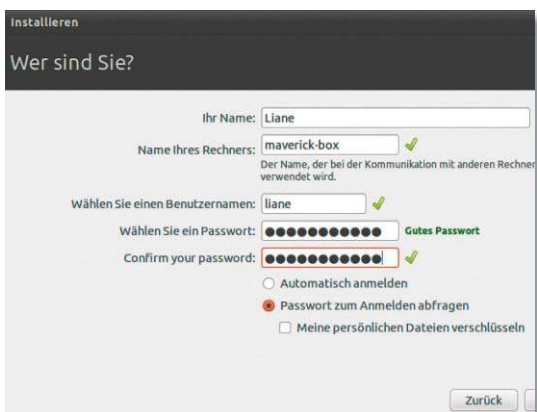 Installieren
Wer sind Sie?
Ihr Name: Liane
Name Ihres Rechners: maverick-box
Der Name, der bei der Kommunikation mit anderen Rechner
verwendet wird.
Wählen Sie einen Benutzernamen: liane
Wählen Sie ein Passwort: ●●●●●●●●●●● Gutes Passwort
Confirm your password: ●●●●●●●●●●●
Automatisch anmelden
Passwort zum Anmelden abfragen
Meine persönlichen Dateien verschlüsseln
Zurück